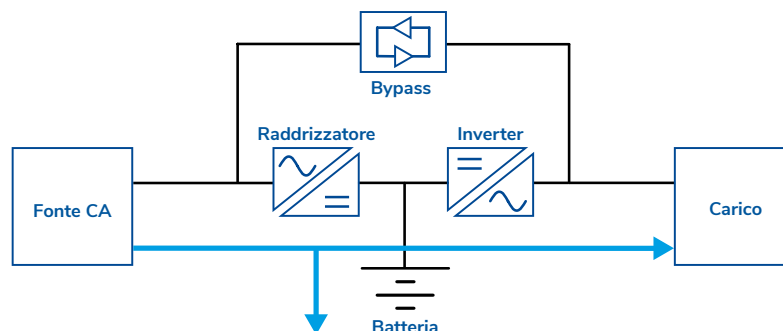 Bypass
Raddrizzatore
Inverter
Fonte CA
Carico
Batteria